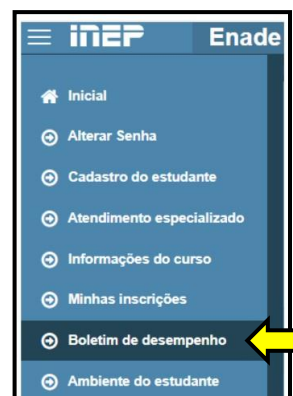 inep Enade
Inicial
Alterar Senha
Cadastro do estudante
Atendimento especializado
Informações do curso
Minhas inscrições
Boletim de desempenho
Ambiente do estudante